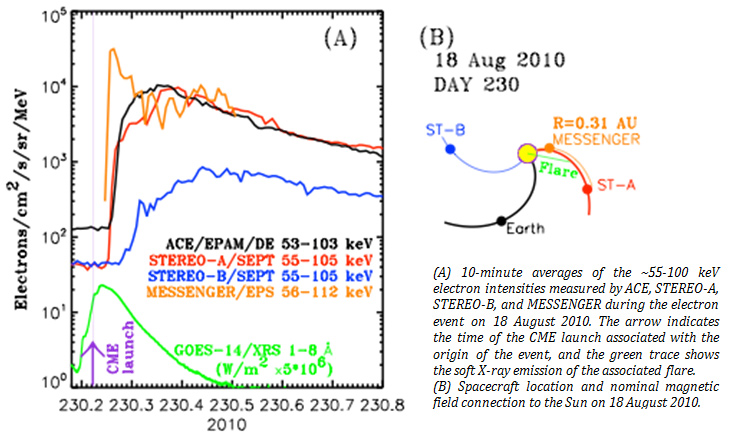 (A)
Electrons/cm²/s/sr/MeV
10⁵
10⁴
10³
10²
10¹
10⁰
ACE/EPAM/DE 53-103 keV
STEREO-A/SEPT 55-105 keV
STEREO-B/SEPT 55-105 keV
MESSENGER/EPS 56-112 keV
CME
launch
GOES-14/XRS 1-8 Å
(W/m² ×5*10⁶)
230.2 230.3 230.4 230.5 230.6 230.7 230.8
2010
(B)
18 Aug 2010
DAY 230
R=0.31 AU
ST-B
MESSENGER
Flare
ST-A
Earth
(A) 10-minute averages of the ~55-100 keV
electron intensities measured by ACE, STEREO-A,
STEREO-B, and MESSENGER during the electron
event on 18 August 2010. The arrow indicates
the time of the CME launch associated with the
origin of the event, and the green trace shows
the soft X-ray emission of the associated flare.
(B) Spacecraft location and nominal magnetic
field connection to the Sun on 18 August 2010.